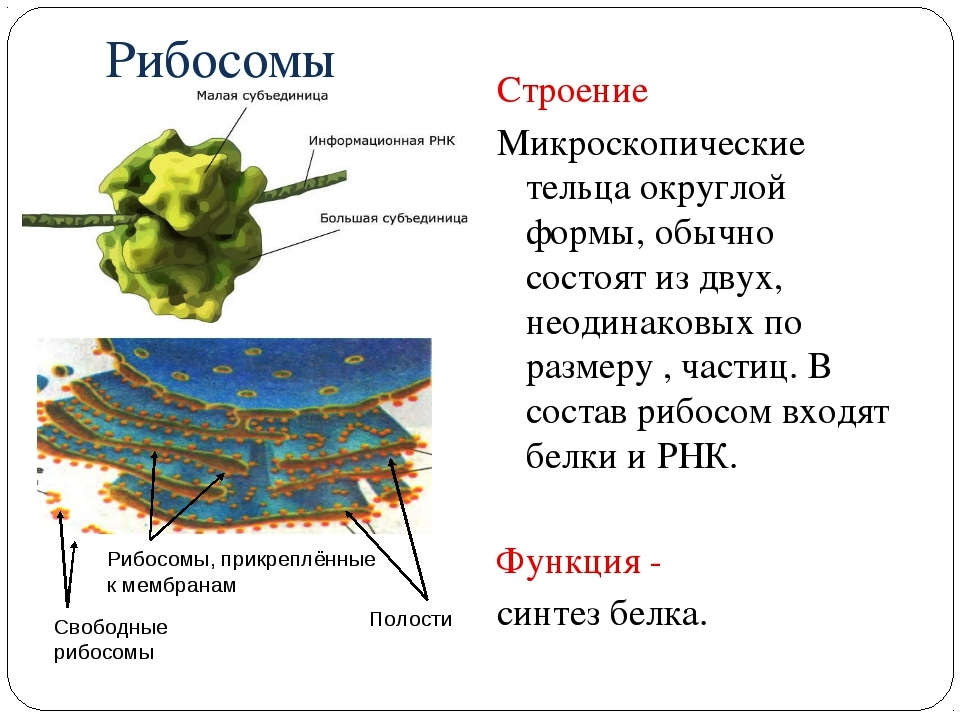 Рибосомы
Малая субъединица
Информационная РНК
Большая субъединица
Рибосомы, прикреплённые
к мембранам
Свободные
рибосомы
Полости
Строение
Микроскопические
тельца округлой
формы, обычно
состоят из двух,
неодинаковых по
размеру , частиц. В
состав рибосом входят
белки и РНК.
Функция -
синтез белка.